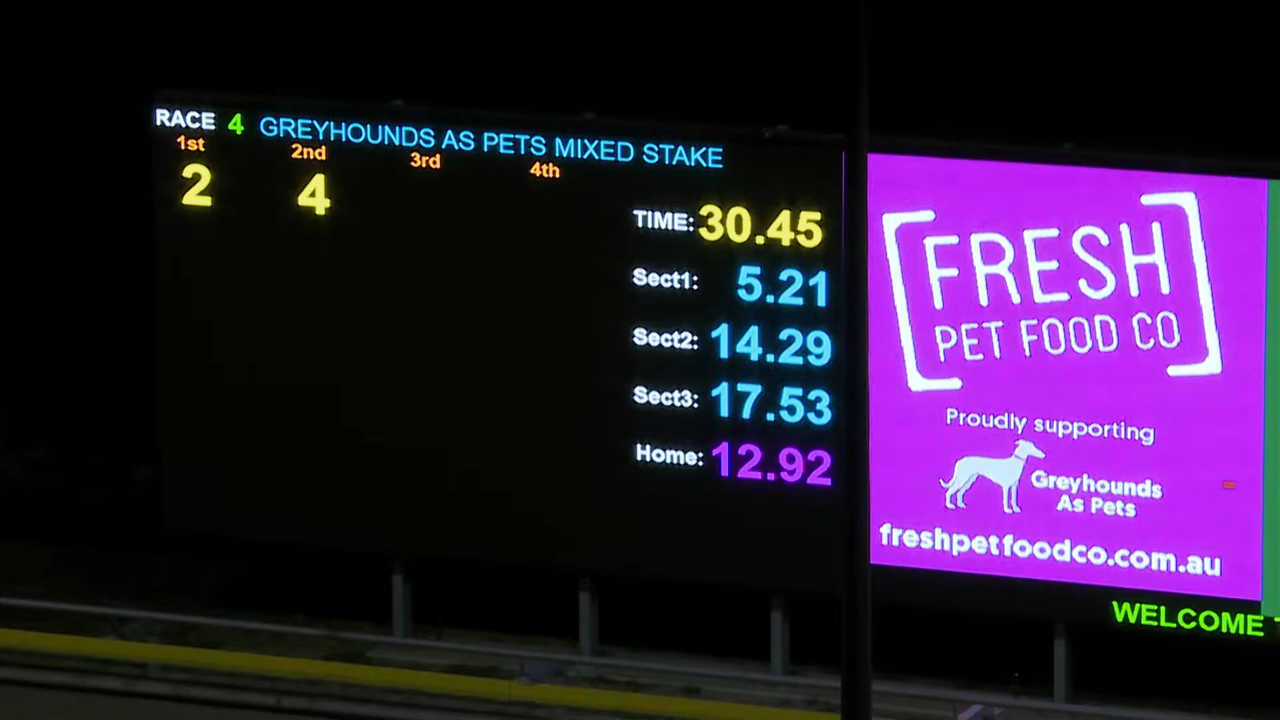 RACE 4 GREYHOUNDS AS PETS MIXED STAKE
1st 2nd 3rd 4th
2 4
TIME: 30.45
Sect1: 5.21
Sect2: 14.29
Sect3: 17.53
Home: 12.92
FRESH
PET FOOD CO
Proudly supporting
Greyhounds
As Pets
freshpetfoodco.com.au
WELCOME